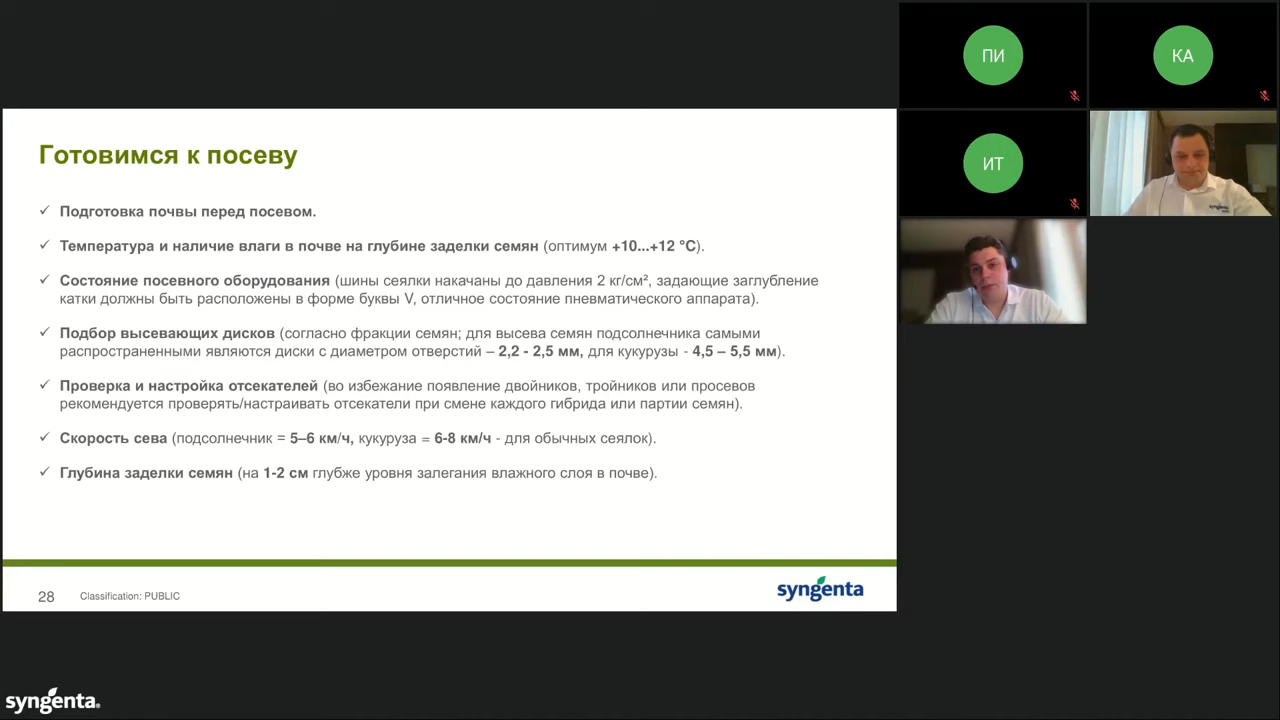 Готовимся к посеву
✓ Подготовка почвы перед посевом.
✓ Температура и наличие влаги в почве на глубине заделки семян (оптимум +10...+12 °С).
✓ Состояние посевного оборудования (шины сеялки накачаны до давления 2 кг/см², задающие заглубление
катки должны быть расположены в форме буквы V, отличное состояние пневматического аппарата).
✓ Подбор высевающих дисков (согласно фракции семян; для высева семян подсолнечника самыми
распространенными являются диски с диаметром отверстий – 2,2 - 2,5 мм, для кукурузы - 4,5 – 5,5 мм).
✓ Проверка и настройка отсекателей (во избежание появление двойников, тройников или просевов
рекомендуется проверять/настраивать отсекатели при смене каждого гибрида или партии семян).
✓ Скорость сева (подсолнечник = 5–6 км/ч, кукуруза = 6-8 км/ч - для обычных сеялок).
✓ Глубина заделки семян (на 1-2 см глубже уровня залегания влажного слоя в почве).
28 Classification: PUBLIC
syngenta
ПИ
КА
ИТ
syngenta
syngenta.